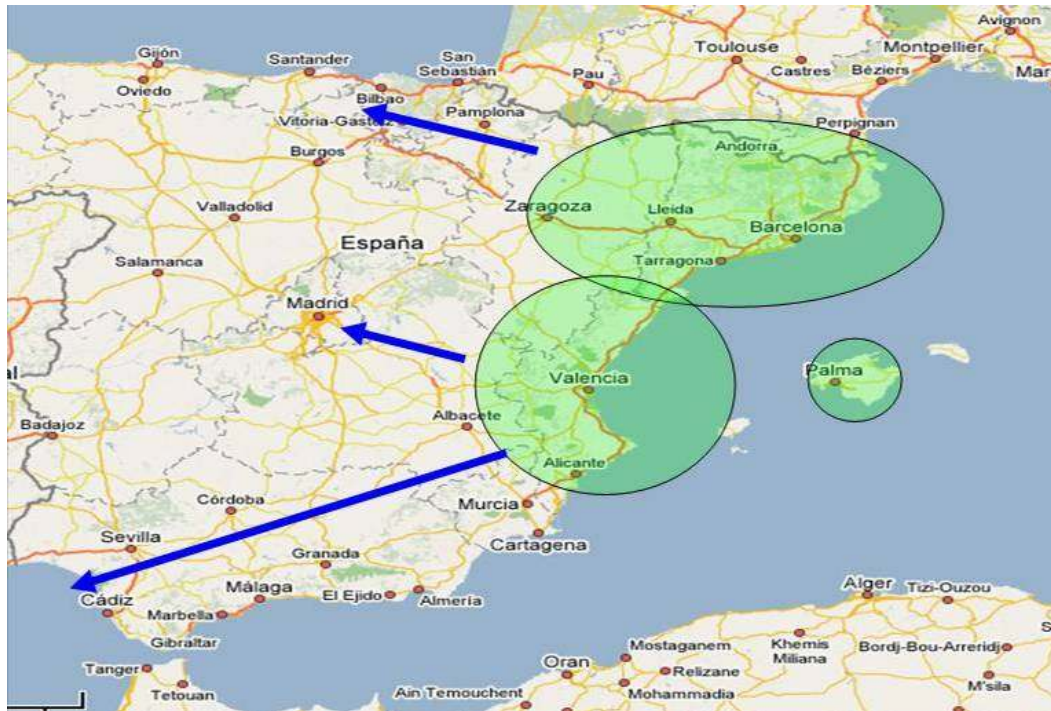 Gijón
Santander
San
Sebastián
Toulouse
Montpellier
Avignon
Oviedo
Bilbao
Pau
Castres
Béziers
Mar
Vitoria-Gasteiz
Pamplona
Perpignan
Burgos
Andorra
Valladolid
Zaragoza
Lleida
Barcelona
España
Tarragona
Salamanca
Madrid
Palma
Valencia
al
Badajoz
Albacete
Alicante
Córdoba
Murcia
Sevilla
Granada
Cartagena
Cádiz
Málaga
El Ejido
Almería
Marbella
Gibraltar
Alger
Tizi-Ouzou
Tanger
Tetouan
Oran
Mostaganem
Khemis
Miliana
Bordj-Bou-Arreridj
S
Relizane
Ain Temouchent
Mohammadia
M'sila